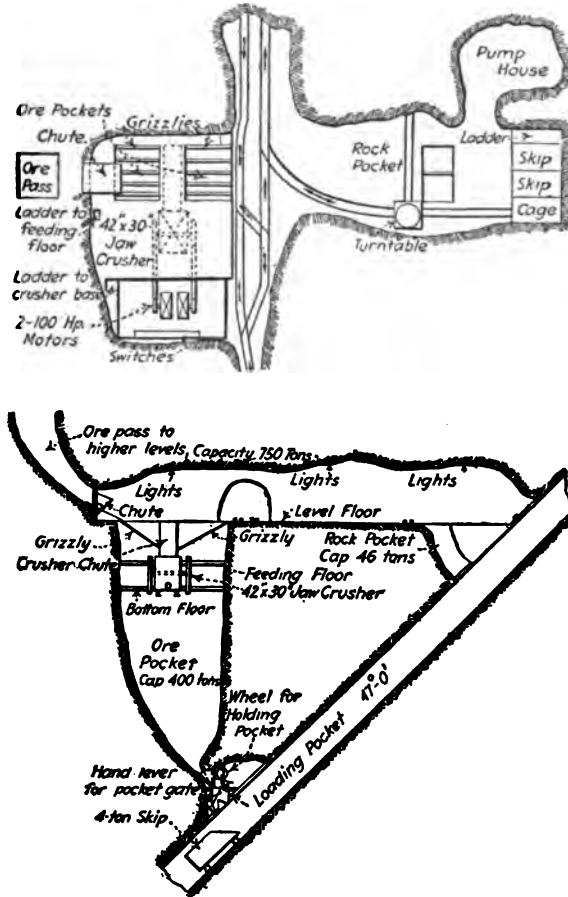 Ore Pockets
Chute
Grizzlies
Pump
House
Ladder
Rock
Pocket
Skip
Skip
Cage
Ore
Pass
Ladder to
feeding
floor
42"x30"
Jaw
Crusher
Turntable
Ladder to
crusher base
2-100 Hp.
Motors
Switches
Ore pass to
higher levels, Capacity 750 Tons
Lights
Lights
Lights
Chute
Level Floor
Grizzly
Grizzly
Rock Pocket
Cap 46 tons
Crusher Chute
Feeding Floor
42"x30" Jaw Crusher
Bottom Floor
Ore
Pocket
Cap 400 tons
Wheel for
Holding
Pocket
Loading Pocket
47°-0'
Hand lever
for pocket gate
4-ton Skip